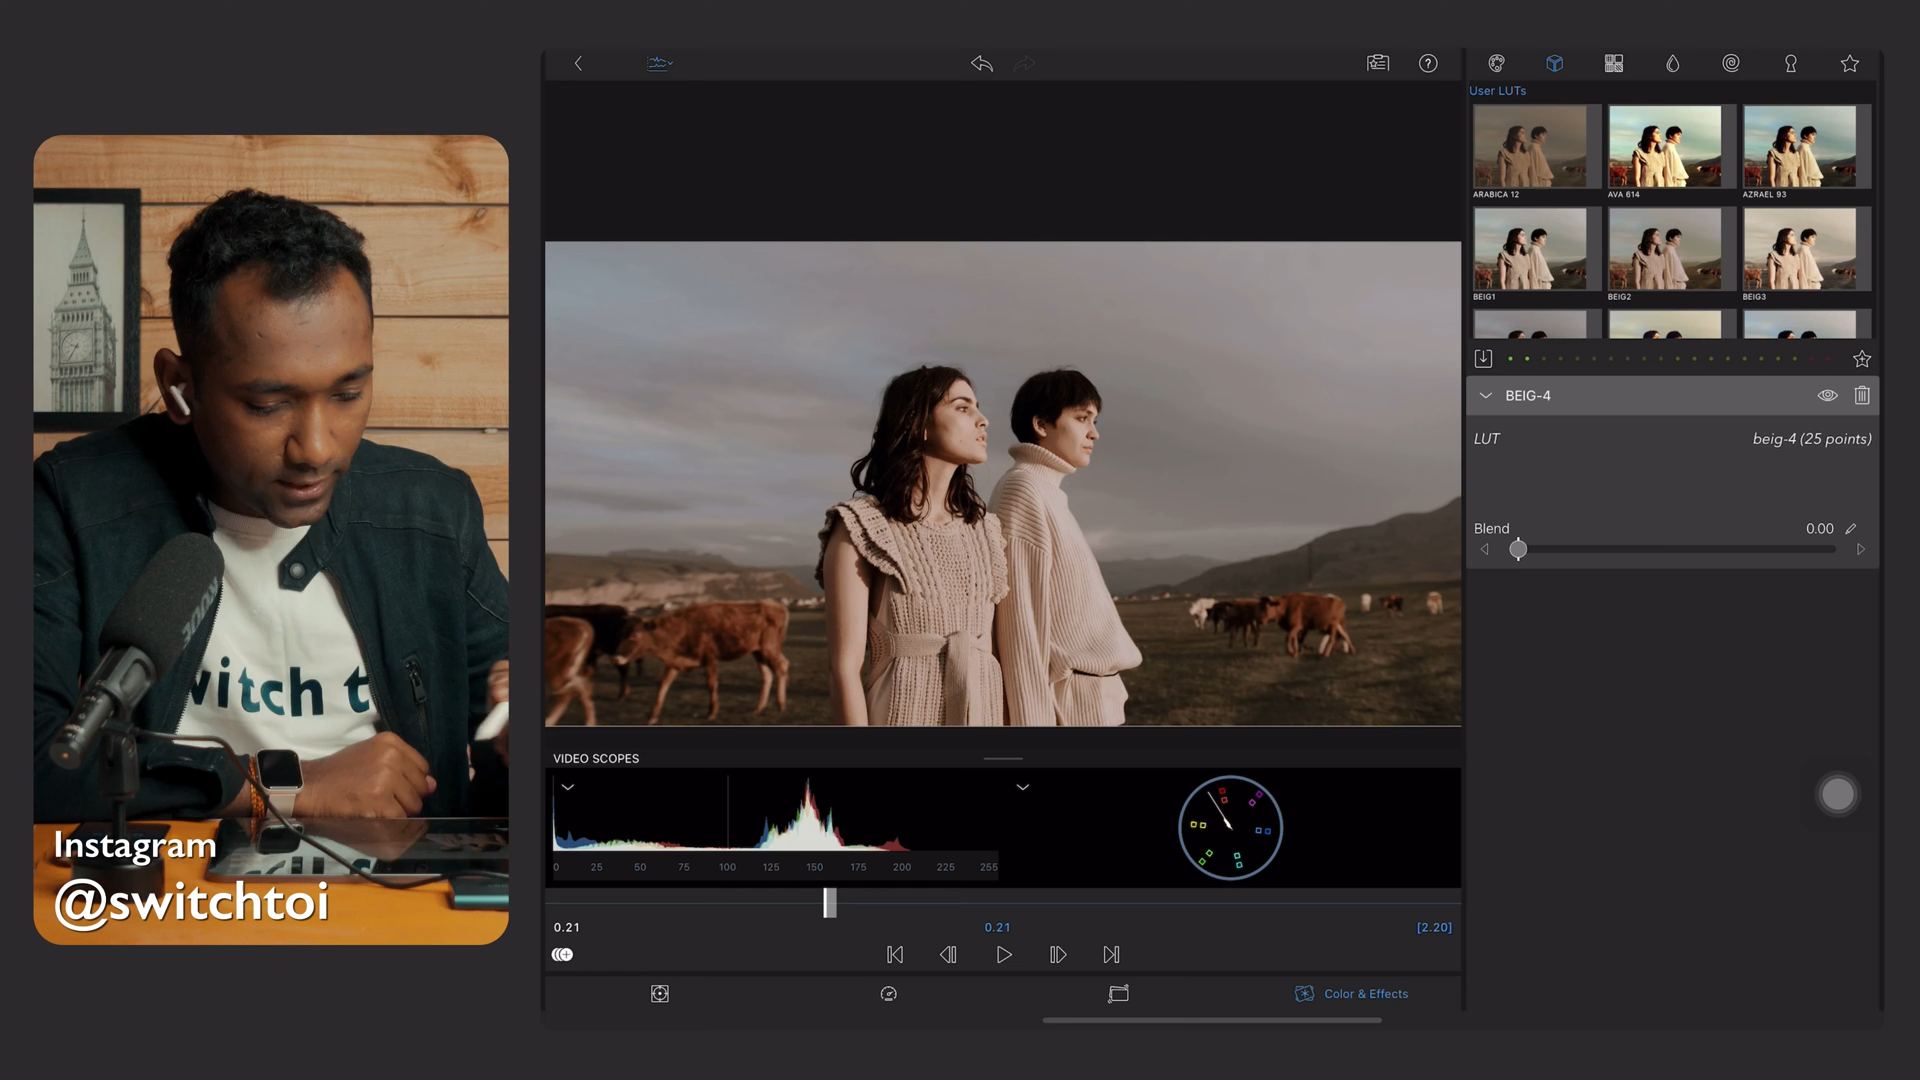 User LUTs
ARABICA 12
AVA 614
AZRAEL 93
BEIG1
BEIG2
BEIG3
BEIG-4
LUT
beig-4 (25 points)
Blend
0.00
VIDEO SCOPES
0 25 50 75 100 125 150 175 200 225 255
0.21
0.21
[2.20]
Color & Effects
witch t
RODE
Instagram
@switchtoi